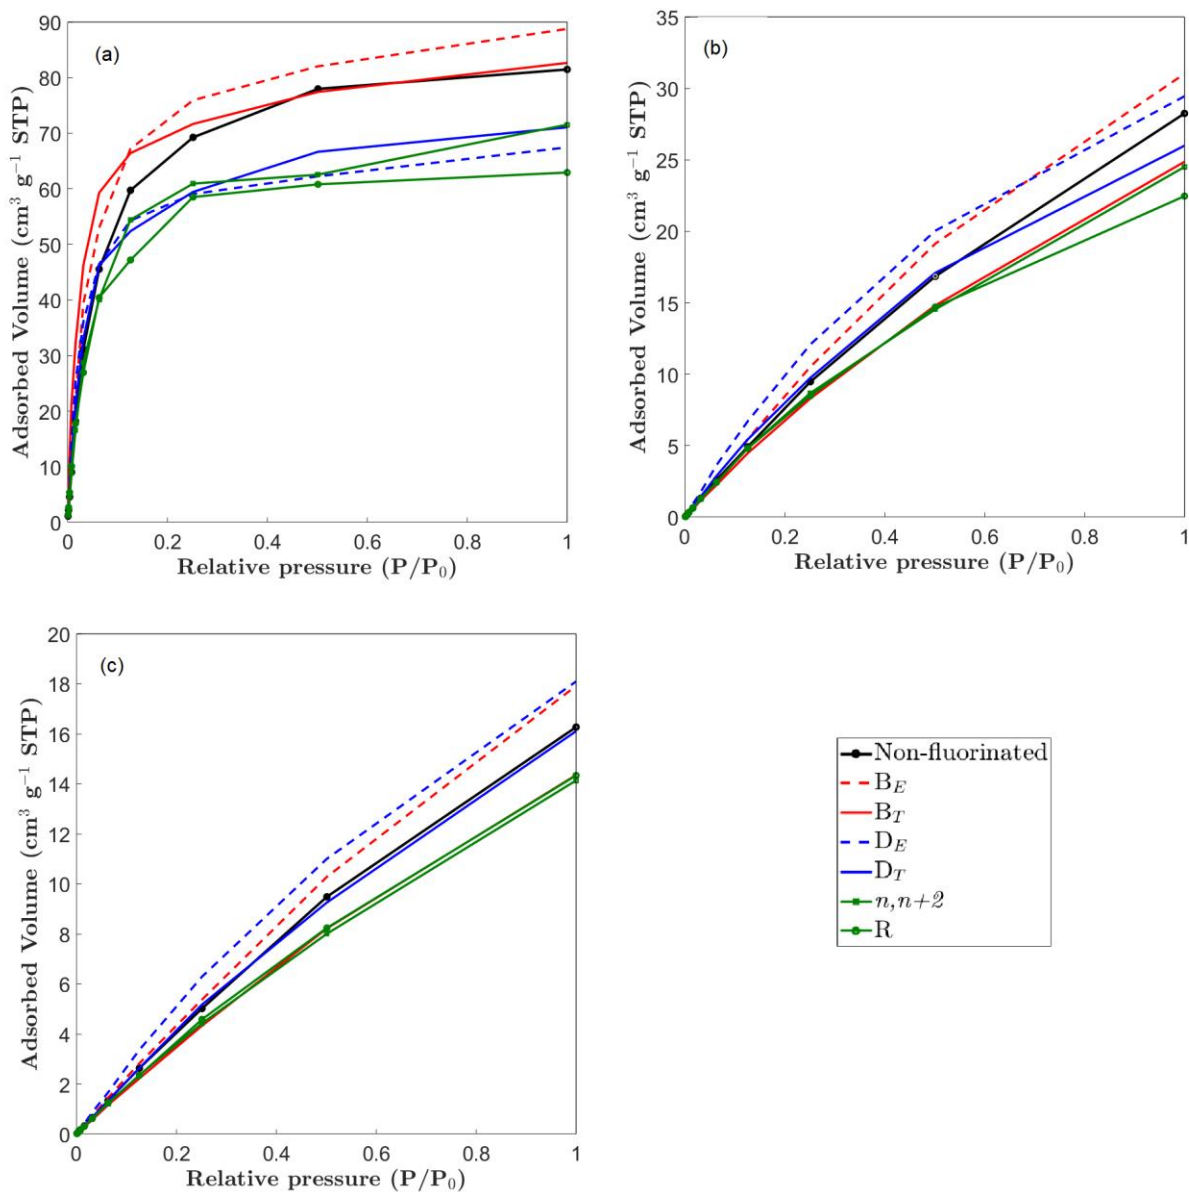 (a)
90
80
70
60
50
40
30
20
10
0
0 0.2 0.4 0.6 0.8 1
Adsorbed Volume (cm³ g⁻¹ STP)
Relative pressure (P/P₀)
(b)
35
30
25
20
15
10
5
0
0 0.2 0.4 0.6 0.8 1
Adsorbed Volume (cm³ g⁻¹ STP)
Relative pressure (P/P₀)
(c)
20
18
16
14
12
10
8
6
4
2
0
0 0.2 0.4 0.6 0.8 1
Adsorbed Volume (cm³ g⁻¹ STP)
Relative pressure (P/P₀)
Non-fluorinated
B_E
B_T
D_E
D_T
n,n+2
R